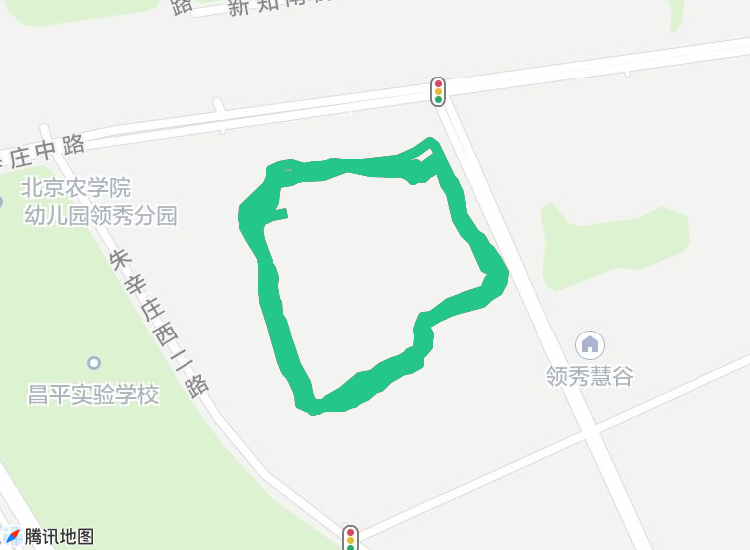 路
新知南街
辛庄中路
北京农学院
幼儿园领秀分园
朱辛庄西二路
昌平实验学校
领秀慧谷
腾讯地图